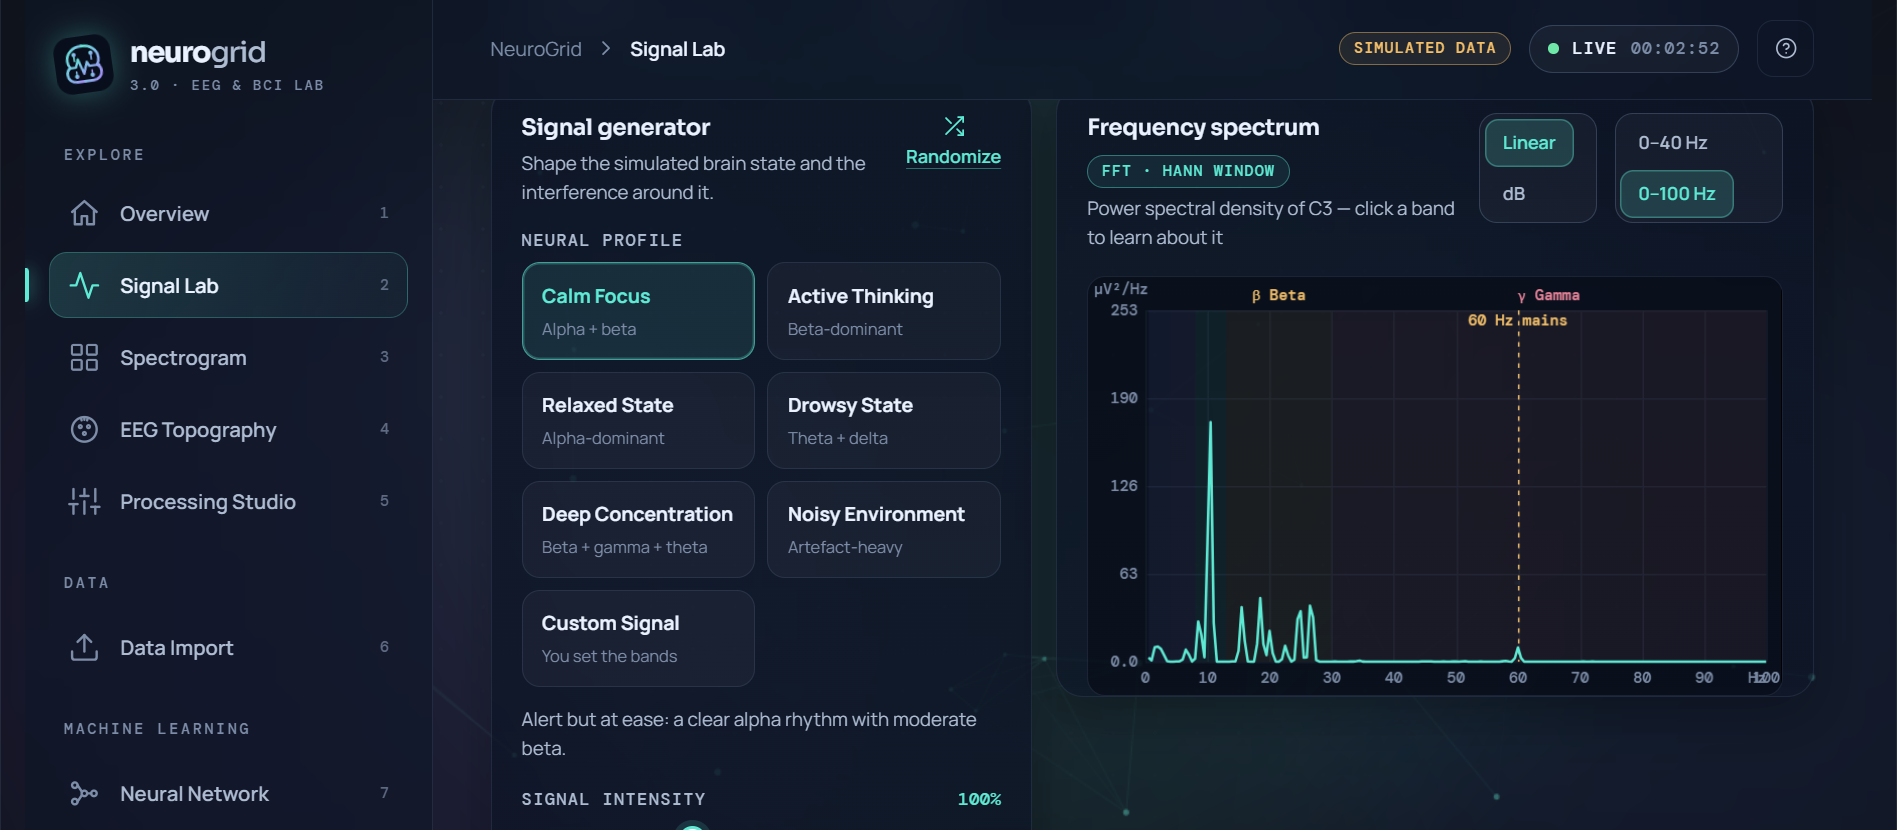 neurogrid
3.0 · EEG & BCI LAB
EXPLORE
Overview 1
Signal Lab 2
Spectrogram 3
EEG Topography 4
Processing Studio 5
DATA
Data Import 6
MACHINE LEARNING
Neural Network 7
NeuroGrid > Signal Lab
SIMULATED DATA
LIVE 00:02:52
Signal generator
Randomize
Shape the simulated brain state and the
interference around it.
NEURAL PROFILE
Calm Focus
Alpha + beta
Active Thinking
Beta-dominant
Relaxed State
Alpha-dominant
Drowsy State
Theta + delta
Deep Concentration
Beta + gamma + theta
Noisy Environment
Artefact-heavy
Custom Signal
You set the bands
Alert but at ease: a clear alpha rhythm with moderate
beta.
SIGNAL INTENSITY 100%
Frequency spectrum
FFT · HANN WINDOW
Power spectral density of C3 — click a band
to learn about it
Linear
dB
0–40 Hz
0–100 Hz
µV²/Hz
β Beta
γ Gamma
60 Hz mains
253
190
126
63
0.0
0 10 20 30 40 50 60 70 80 90 Hz 100